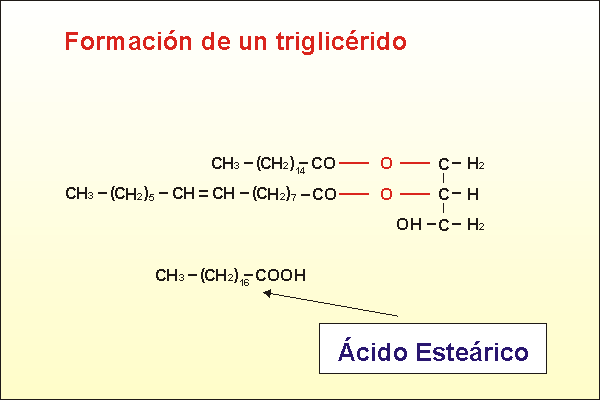 Formación de un triglicérido
CH3 – (CH2)14 – CO — O — C – H2
CH3 – (CH2)5 – CH = CH – (CH2)7 – CO — O — C – H
OH – C – H2
CH3 – (CH2)16 – COOH
Ácido Esteárico